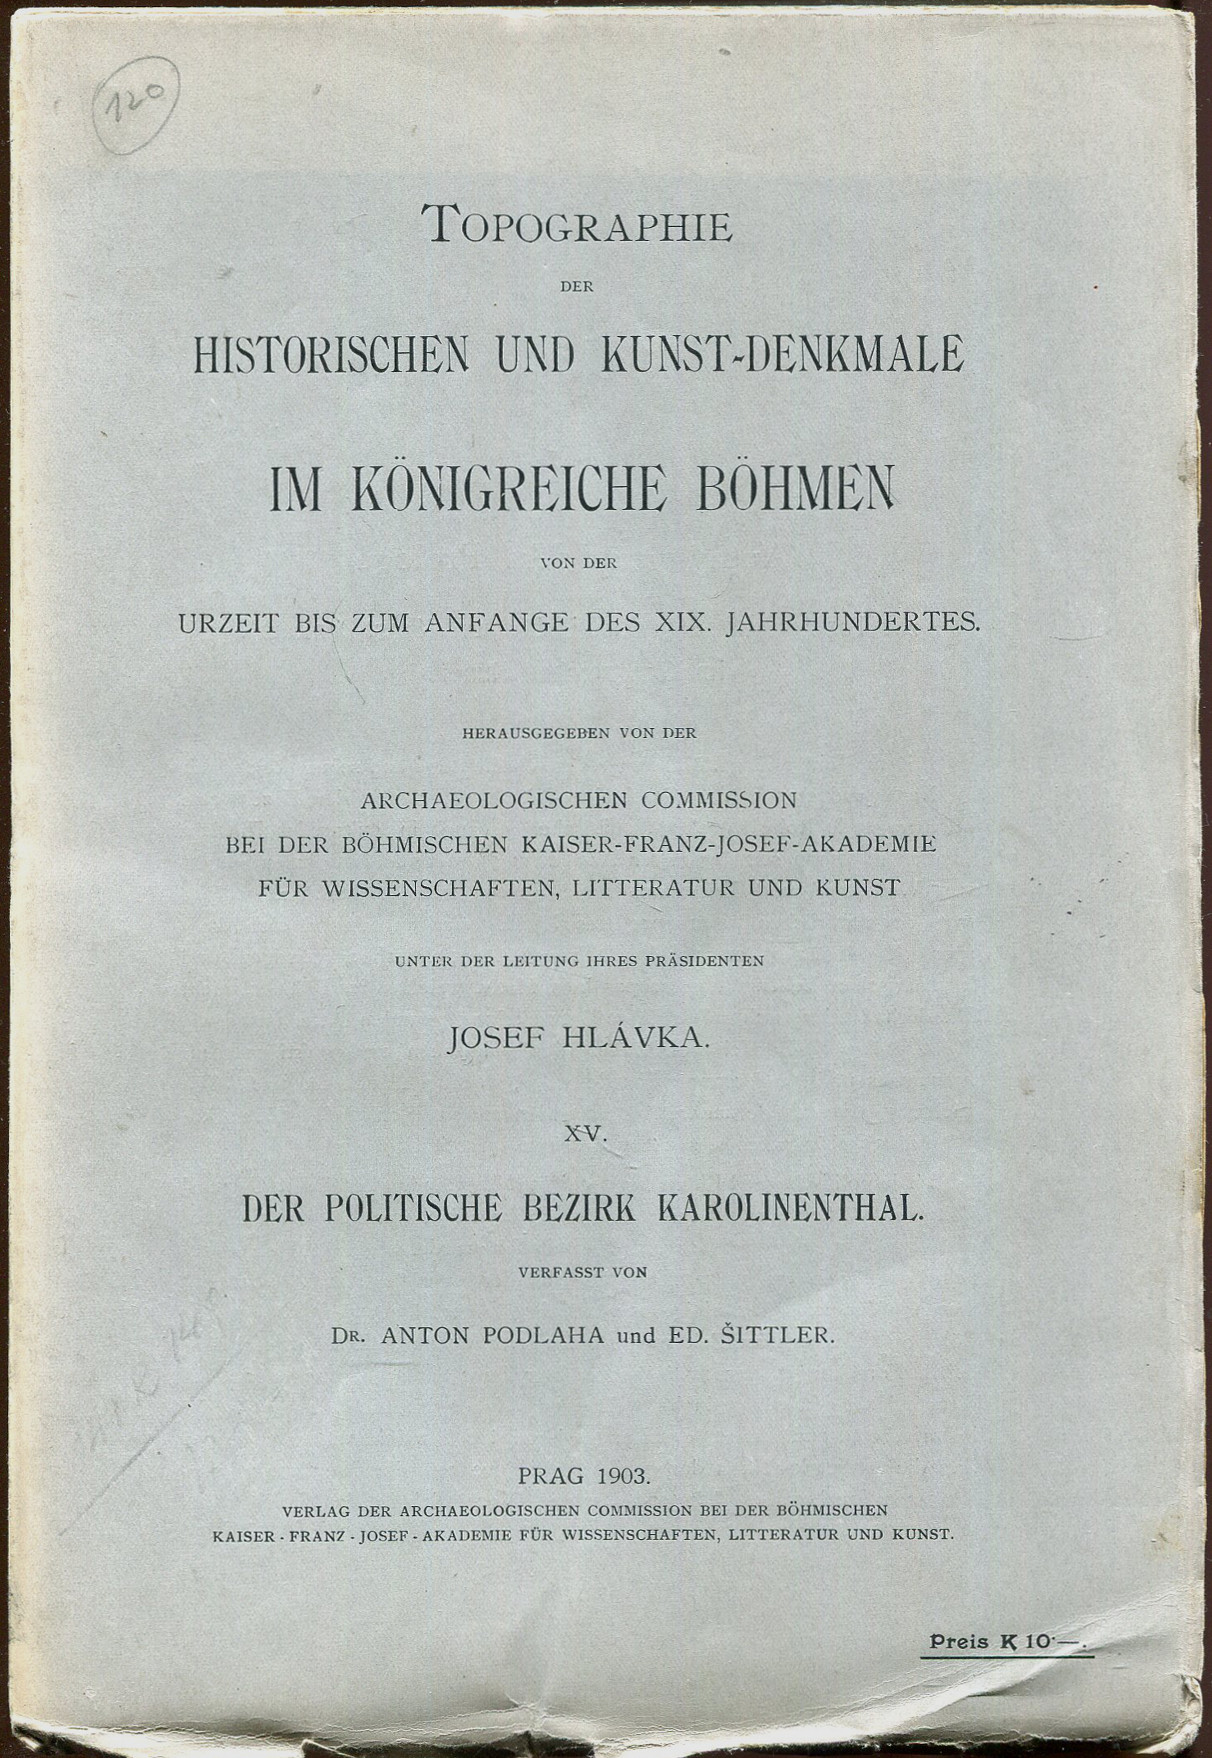 120
TOPOGRAPHIE
DER
HISTORISCHEN UND KUNST-DENKMALE
IM KÖNIGREICHE BÖHMEN
VON DER
URZEIT BIS ZUM ANFANGE DES XIX. JAHRHUNDERTES.
HERAUSGEGEBEN VON DER
ARCHAEOLOGISCHEN COMMISSION
BEI DER BÖHMISCHEN KAISER-FRANZ-JOSEF-AKADEMIE
FÜR WISSENSCHAFTEN, LITTERATUR UND KUNST
UNTER DER LEITUNG IHRES PRÄSIDENTEN
JOSEF HLÁVKA.
XV.
DER POLITISCHE BEZIRK KAROLINENTHAL.
VERFASST VON
DR. ANTON PODLAHA und ED. ŠITTLER.
PRAG 1903.
VERLAG DER ARCHAEOLOGISCHEN COMMISSION BEI DER BÖHMISCHEN
KAISER-FRANZ-JOSEF-AKADEMIE FÜR WISSENSCHAFTEN, LITTERATUR UND KUNST.
Preis K 10·—.